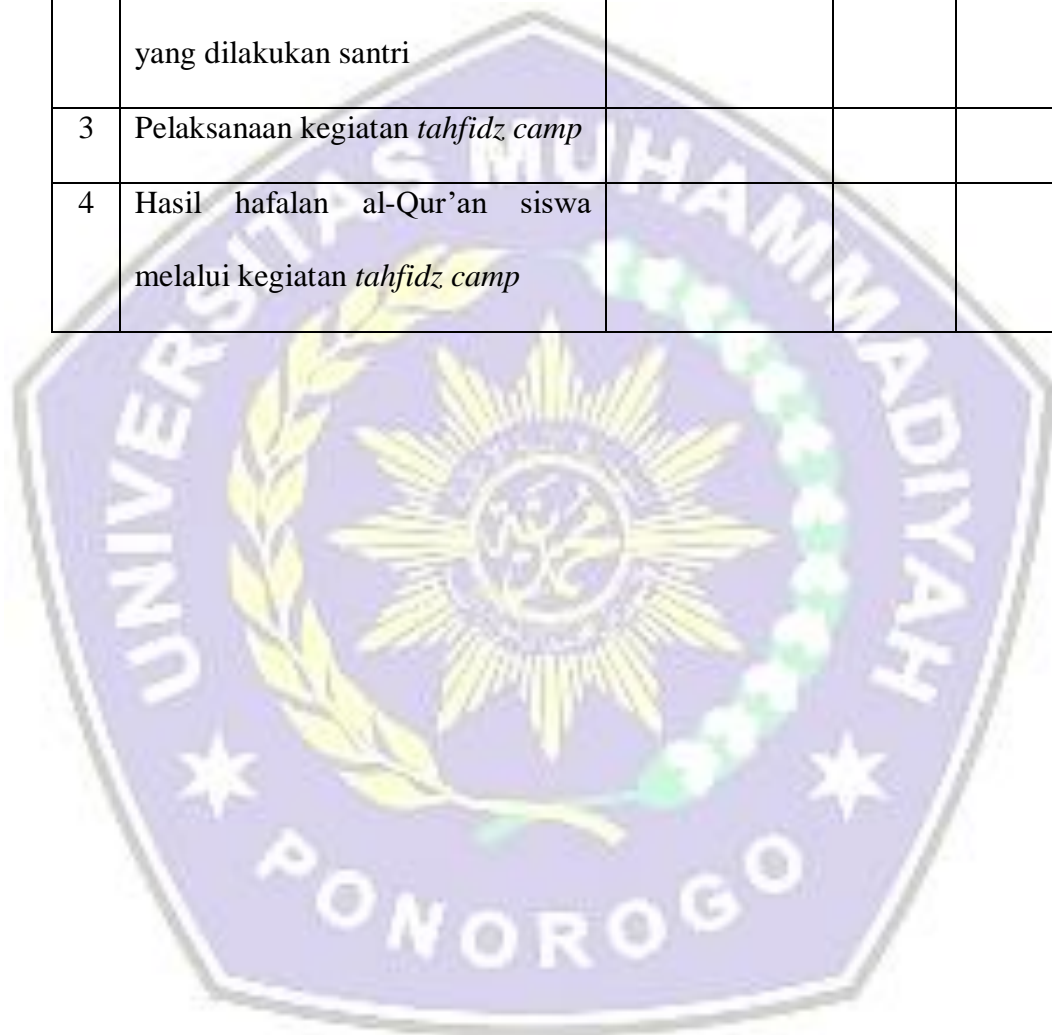 yang dilakukan santri
3 Pelaksanaan kegiatan tahfidz camp
4 Hasil hafalan al-Qur’an siswa
melalui kegiatan tahfidz camp
UNIVERSITAS MUHAMMADIYAH
PONOROGO